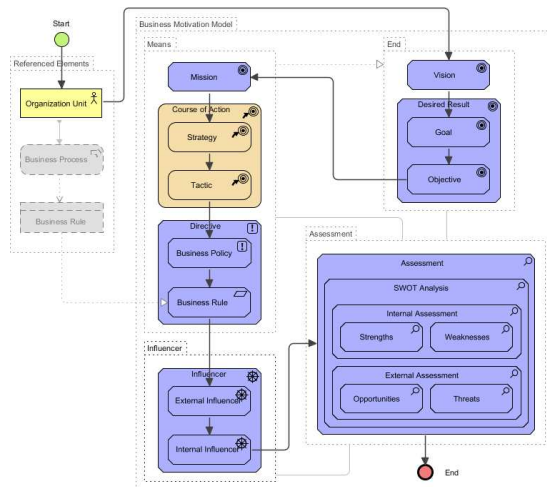 Business Motivation Model
Start
Means
End
Referenced Elements
Mission
Vision
Organization Unit
Course of Action
Desired Result
Strategy
Goal
Business Process
Tactic
Objective
Business Rule
Directive
Business Policy
Assessment
Business Rule
Assessment
SWOT Analysis
Internal Assessment
Strengths
Weaknesses
Influencer
Influencer
External Assessment
External Influencer
Opportunities
Threats
Internal Influencer
End